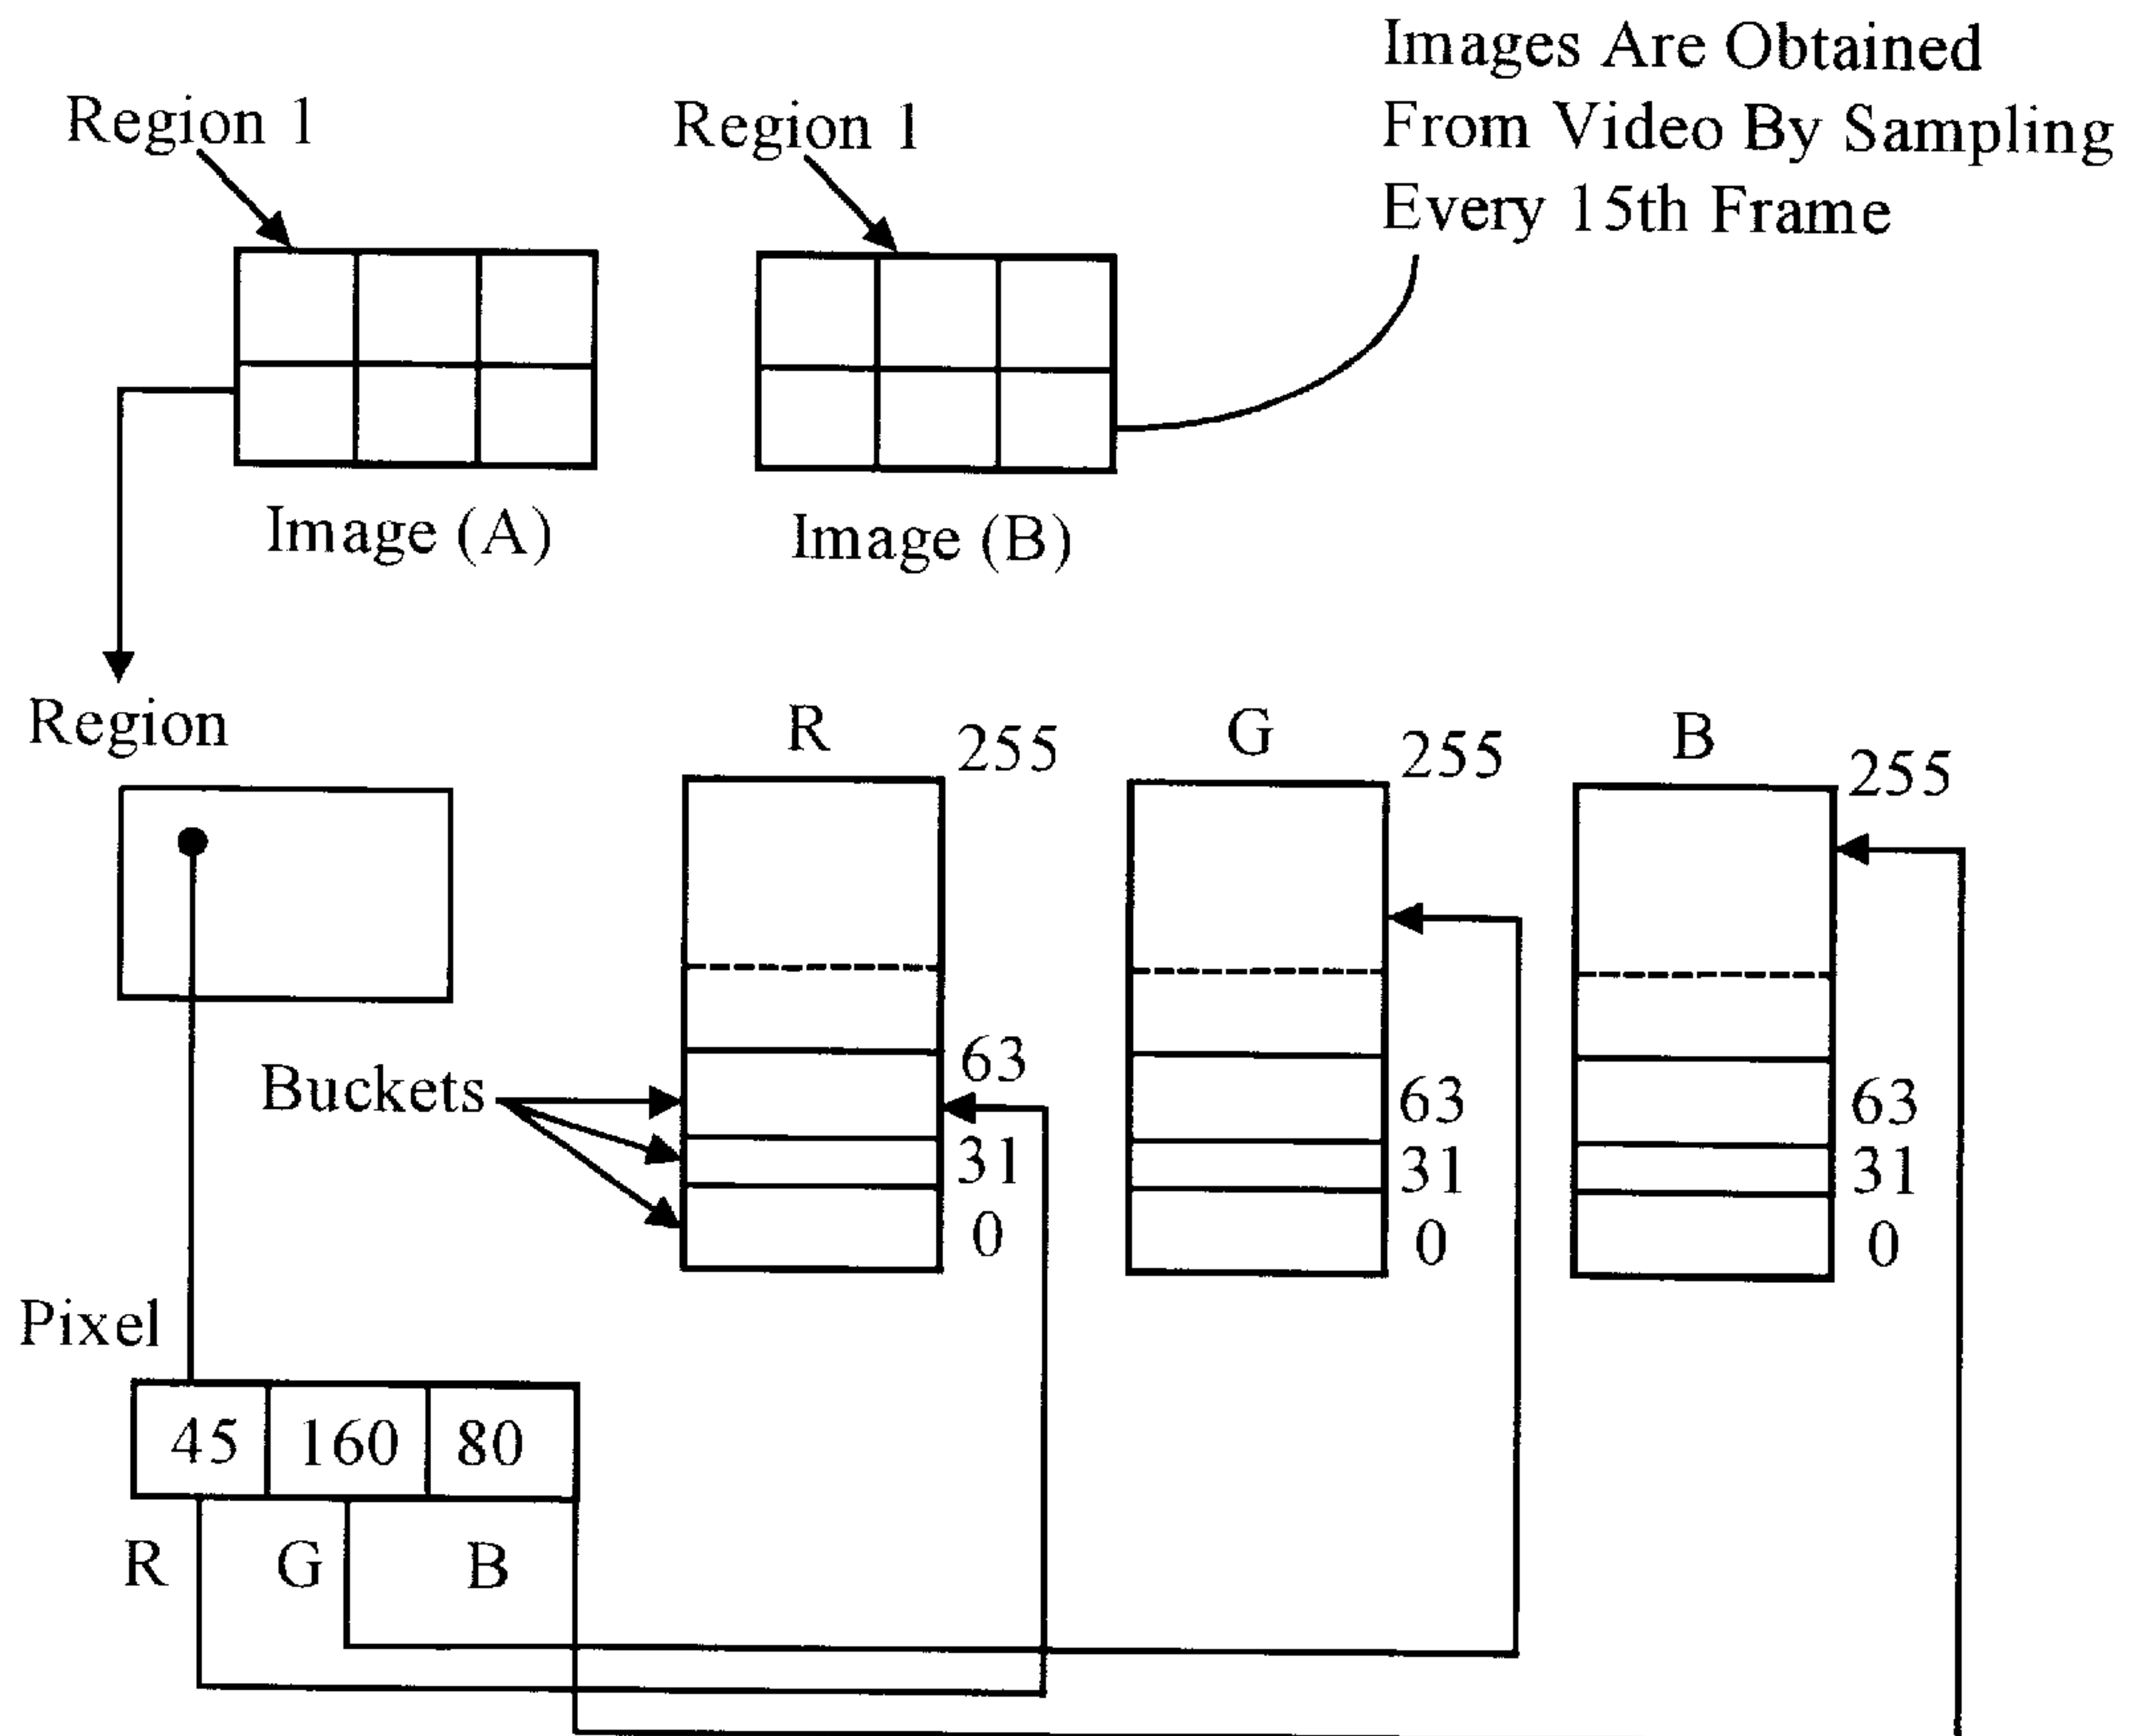 Images Are Obtained
From Video By Sampling
Every 15th Frame
Region 1
Region 1
Image (A)
Image (B)
Region
R
255
G
255
B
255
Buckets
63
31
0
63
31
0
63
31
0
Pixel
45 160 80
R G B